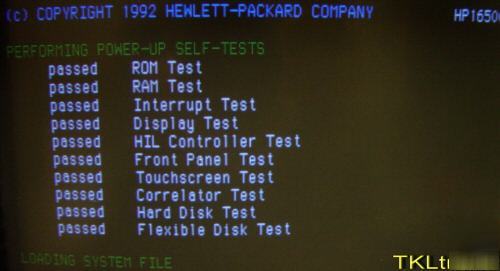 (c) COPYRIGHT 1992 HEWLETT-PACKARD COMPANY
PERFORMING POWER-UP SELF-TESTS
passed ROM Test
passed RAM Test
passed Interrupt Test
passed Display Test
passed HIL Controller Test
passed Front Panel Test
passed Touchscreen Test
passed Correlator Test
passed Hard Disk Test
passed Flexible Disk Test
LOADING SYSTEM FILE